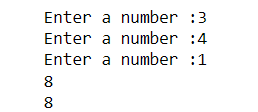 Enter a number :3
Enter a number :4
Enter a number :1
8
8